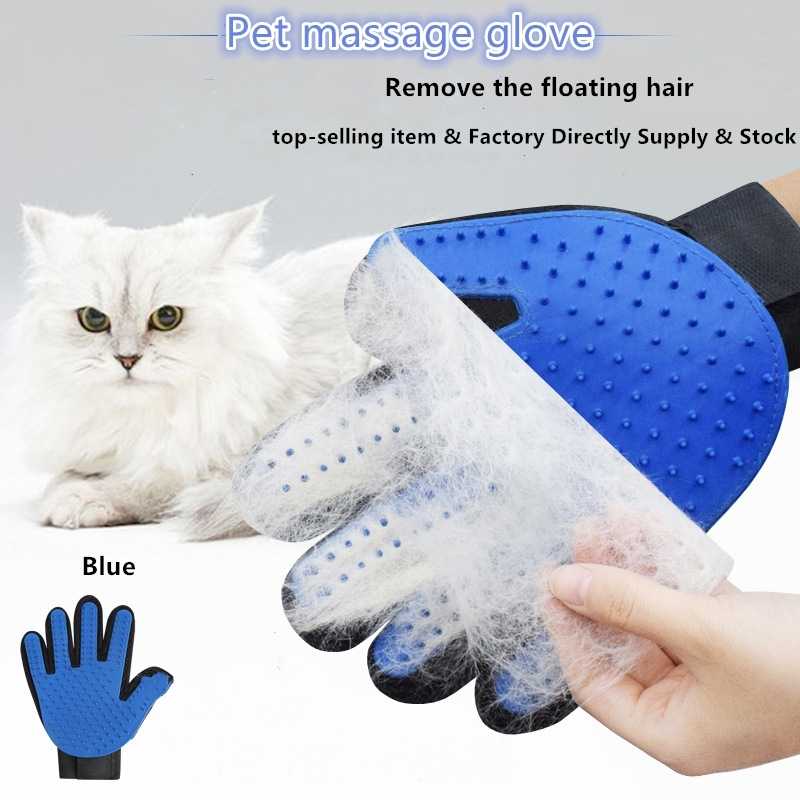 Pet massage glove
Remove the floating hair
top-selling item & Factory Directly Supply & Stock
Blue